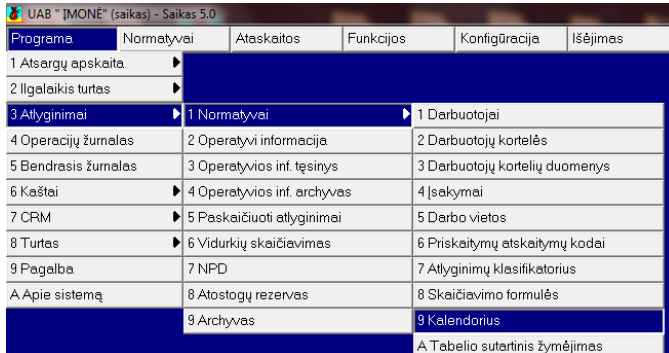 UAB " ĮMONĖ" (saikas) - Saikas 5.0
Programa Normatyvai Ataskaitos Funkcijos Konfigūracija Išėjimas
1 Atsargų apskaita
2 Ilgalaikis turtas
3 Atlyginimai 1 Normatyvai 1 Darbuotojai
4 Operacijų žurnalas 2 Operatyvi informacija 2 Darbuotojų kortelės
5 Bendrasis žurnalas 3 Operatyvios inf. tęsinys 3 Darbuotojų kortelių duomenys
6 Kaštai 4 Operatyvios inf. archyvas 4 Įsakymai
7 CRM 5 Paskaičiuoti atlyginimai 5 Darbo vietos
8 Turtas 6 Vidurkių skaičiavimas 6 Priskaitymų atskaitymų kodai
9 Pagalba 7 NPD 7 Atlyginimų klasifikatorius
A Apie sistemą 8 Atostogų rezervas 8 Skaičiavimo formulės
9 Archyvas 9 Kalendorius
A Tabelio sutartinis žymėjimas